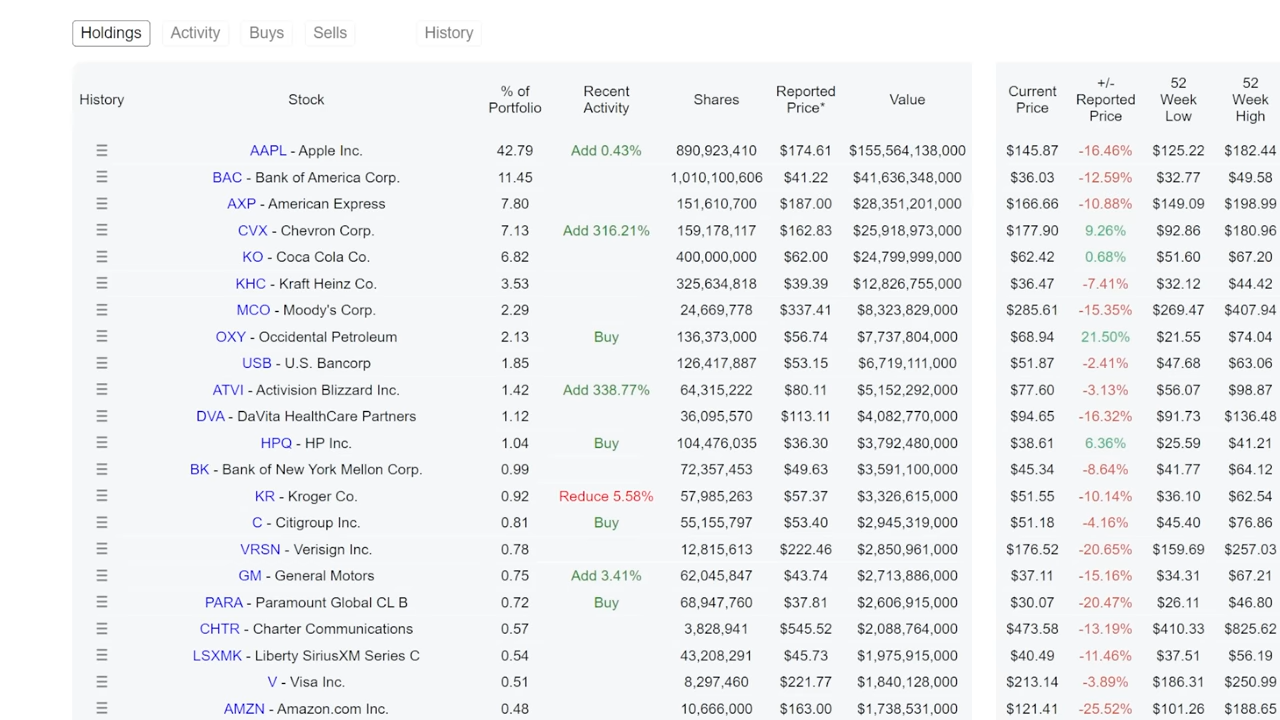 Holdings Activity Buys Sells History
History Stock % of Portfolio Recent Activity Shares Reported Price* Value Current Price +/- Reported Price 52 Week Low 52 Week High
☰ AAPL - Apple Inc. 42.79 Add 0.43% 890,923,410 $174.61 $155,564,138,000 $145.87 -16.46% $125.22 $182.44
☰ BAC - Bank of America Corp. 11.45 1,010,100,606 $41.22 $41,636,348,000 $36.03 -12.59% $32.77 $49.58
☰ AXP - American Express 7.80 151,610,700 $187.00 $28,351,201,000 $166.66 -10.88% $149.09 $198.99
☰ CVX - Chevron Corp. 7.13 Add 316.21% 159,178,117 $162.83 $25,918,973,000 $177.90 9.26% $92.86 $180.96
☰ KO - Coca Cola Co. 6.82 400,000,000 $62.00 $24,799,999,000 $62.42 0.68% $51.60 $67.20
☰ KHC - Kraft Heinz Co. 3.53 325,634,818 $39.39 $12,826,755,000 $36.47 -7.41% $32.12 $44.42
☰ MCO - Moody's Corp. 2.29 24,669,778 $337.41 $8,323,829,000 $285.61 -15.35% $269.47 $407.94
☰ OXY - Occidental Petroleum 2.13 Buy 136,373,000 $56.74 $7,737,804,000 $68.94 21.50% $21.55 $74.04
☰ USB - U.S. Bancorp 1.85 126,417,887 $53.15 $6,719,111,000 $51.87 -2.41% $47.68 $63.06
☰ ATVI - Activision Blizzard Inc. 1.42 Add 338.77% 64,315,222 $80.11 $5,152,292,000 $77.60 -3.13% $56.07 $98.87
☰ DVA - DaVita HealthCare Partners 1.12 36,095,570 $113.11 $4,082,770,000 $94.65 -16.32% $91.73 $136.48
☰ HPQ - HP Inc. 1.04 Buy 104,476,035 $36.30 $3,792,480,000 $38.61 6.36% $25.59 $41.21
☰ BK - Bank of New York Mellon Corp. 0.99 72,357,453 $49.63 $3,591,100,000 $45.34 -8.64% $41.77 $64.12
☰ KR - Kroger Co. 0.92 Reduce 5.58% 57,985,263 $57.37 $3,326,615,000 $51.55 -10.14% $36.10 $62.54
☰ C - Citigroup Inc. 0.81 Buy 55,155,797 $53.40 $2,945,319,000 $51.18 -4.16% $45.40 $76.86
☰ VRSN - Verisign Inc. 0.78 12,815,613 $222.46 $2,850,961,000 $176.52 -20.65% $159.69 $257.03
☰ GM - General Motors 0.75 Add 3.41% 62,045,847 $43.74 $2,713,886,000 $37.11 -15.16% $34.31 $67.21
☰ PARA - Paramount Global CL B 0.72 Buy 68,947,760 $37.81 $2,606,915,000 $30.07 -20.47% $26.11 $46.80
☰ CHTR - Charter Communications 0.57 3,828,941 $545.52 $2,088,764,000 $473.58 -13.19% $410.33 $825.62
☰ LSXMK - Liberty SiriusXM Series C 0.54 43,208,291 $45.73 $1,975,915,000 $40.49 -11.46% $37.51 $56.19
☰ V - Visa Inc. 0.51 8,297,460 $221.77 $1,840,128,000 $213.14 -3.89% $186.31 $250.99
☰ AMZN - Amazon.com Inc. 0.48 10,666,000 $163.00 $1,738,531,000 $121.41 -25.52% $101.26 $188.65